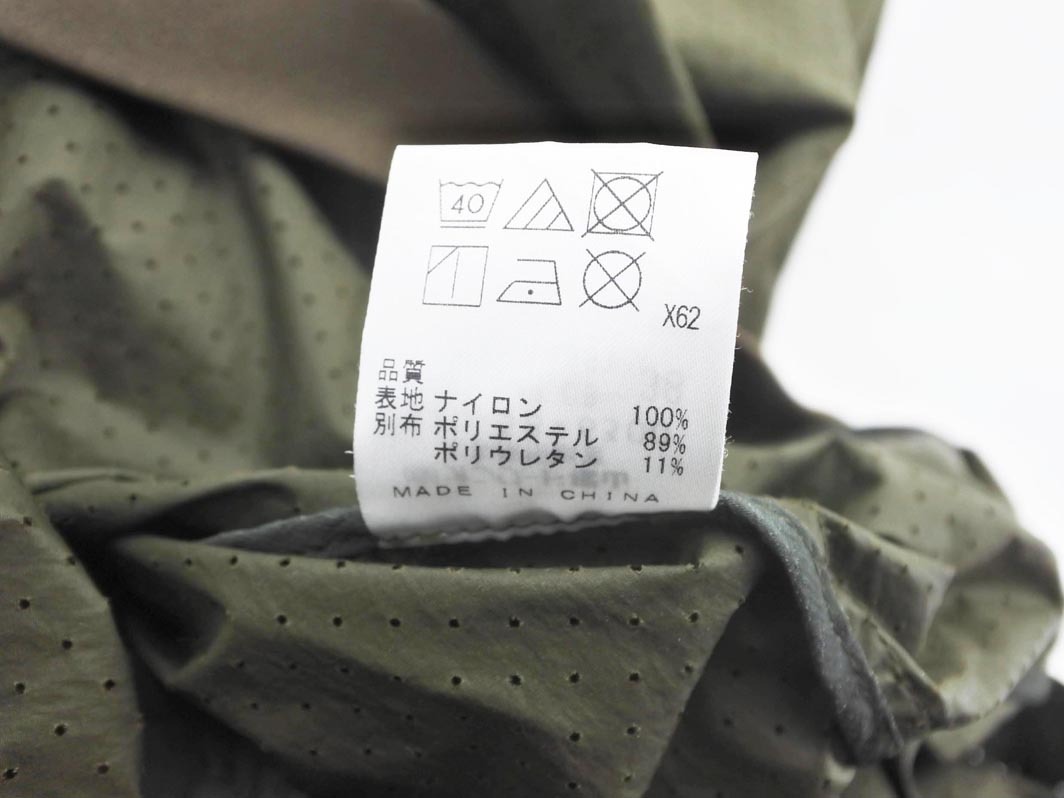 40
X62
品質
表地 ナイロン 100%
別布 ポリエステル 89%
ポリウレタン 11%
MADE IN CHINA